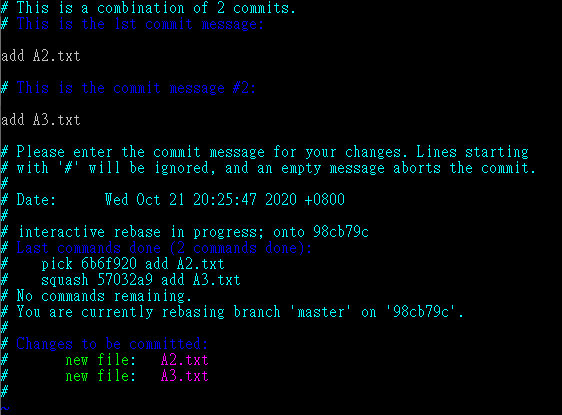 # This is a combination of 2 commits.
# This is the 1st commit message:
add A2.txt
# This is the commit message #2:
add A3.txt
# Please enter the commit message for your changes. Lines starting
# with '#' will be ignored, and an empty message aborts the commit.
#
# Date:      Wed Oct 21 20:25:47 2020 +0800
#
# interactive rebase in progress; onto 98cb79c
# Last commands done (2 commands done):
#    pick 6b6f920 add A2.txt
#    squash 57032a9 add A3.txt
# No commands remaining.
# You are currently rebasing branch 'master' on '98cb79c'.
#
# Changes to be committed:
#       new file:   A2.txt
#       new file:   A3.txt
#
~